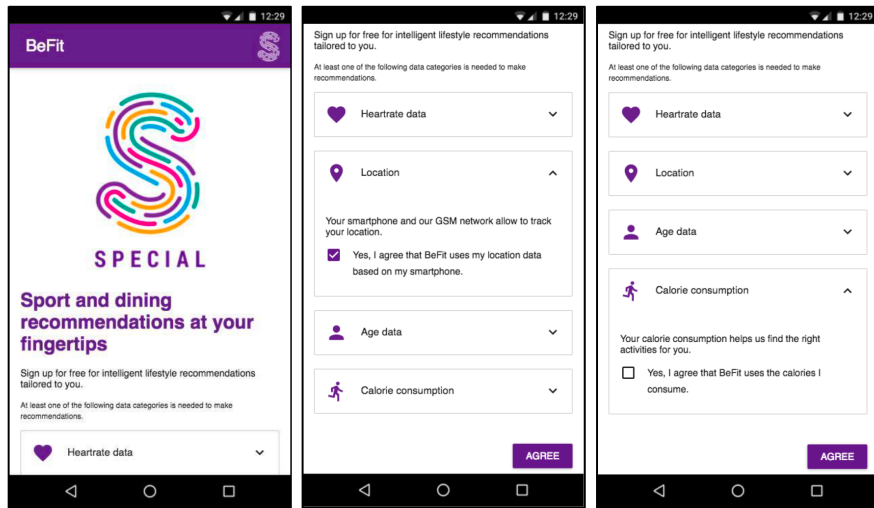 12:29
BeFit
SPECIAL
Sport and dining
recommendations at your
fingertips
Sign up for free for intelligent lifestyle recommendations
tailored to you.
At least one of the following data categories is needed to make
recommendations.
Heartrate data
12:29
Sign up for free for intelligent lifestyle recommendations
tailored to you.
At least one of the following data categories is needed to make
recommendations.
Heartrate data
Location
Your smartphone and our GSM network allow to track
your location.
Yes, I agree that BeFit uses my location data
based on my smartphone.
Age data
Calorie consumption
AGREE
12:29
Sign up for free for intelligent lifestyle recommendations
tailored to you.
At least one of the following data categories is needed to make
recommendations.
Heartrate data
Location
Age data
Calorie consumption
Your calorie consumption helps us find the right
activities for you.
Yes, I agree that BeFit uses the calories I
consume.
AGREE